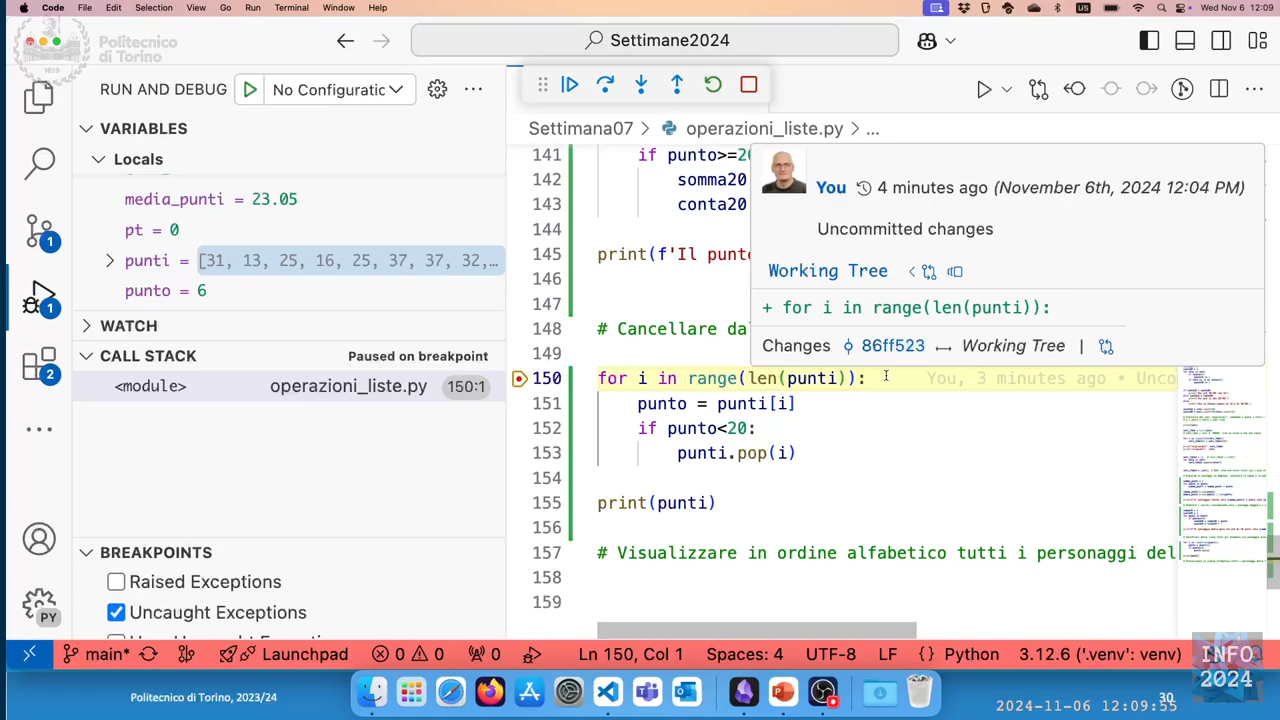 Code File Edit Selection View Go Run Terminal Window Help US Wed Nov 6 12:09
Politecnico
di Torino
1859
Settimane2024
RUN AND DEBUG No Configuratic
VARIABLES
Locals
media_punti = 23.05
pt = 0
punti = [31, 13, 25, 16, 25, 37, 37, 32,…
punto = 6
WATCH
CALL STACK Paused on breakpoint
<module> operazioni_liste.py 150:1
BREAKPOINTS
Raised Exceptions
Uncaught Exceptions
1
1
2
PY
Settimana07 > operazioni_liste.py > ...
141 if punto>=20
142 somma20
143 conta20
144
145 print(f'Il punte
146
147
148 # Cancellare da
149
150 for i in range(len(punti)): You, 3 minutes ago • Unco
151 punto = punti[i]
152 if punto<20:
153 punti.pop(i)
154
155 print(punti)
156
157 # Visualizzare in ordine alfabetico tutti i personaggi del
158
159
You 4 minutes ago (November 6th, 2024 12:04 PM)
Uncommitted changes
Working Tree
+ for i in range(len(punti)):
Changes 86ff523 Working Tree |
main* Launchpad 0 0 0 Ln 150, Col 1 Spaces: 4 UTF-8 LF {} Python 3.12.6 ('.venv': venv)
INFO
2024
Politecnico di Torino, 2023/24
30
2024-11-06 12:09:55